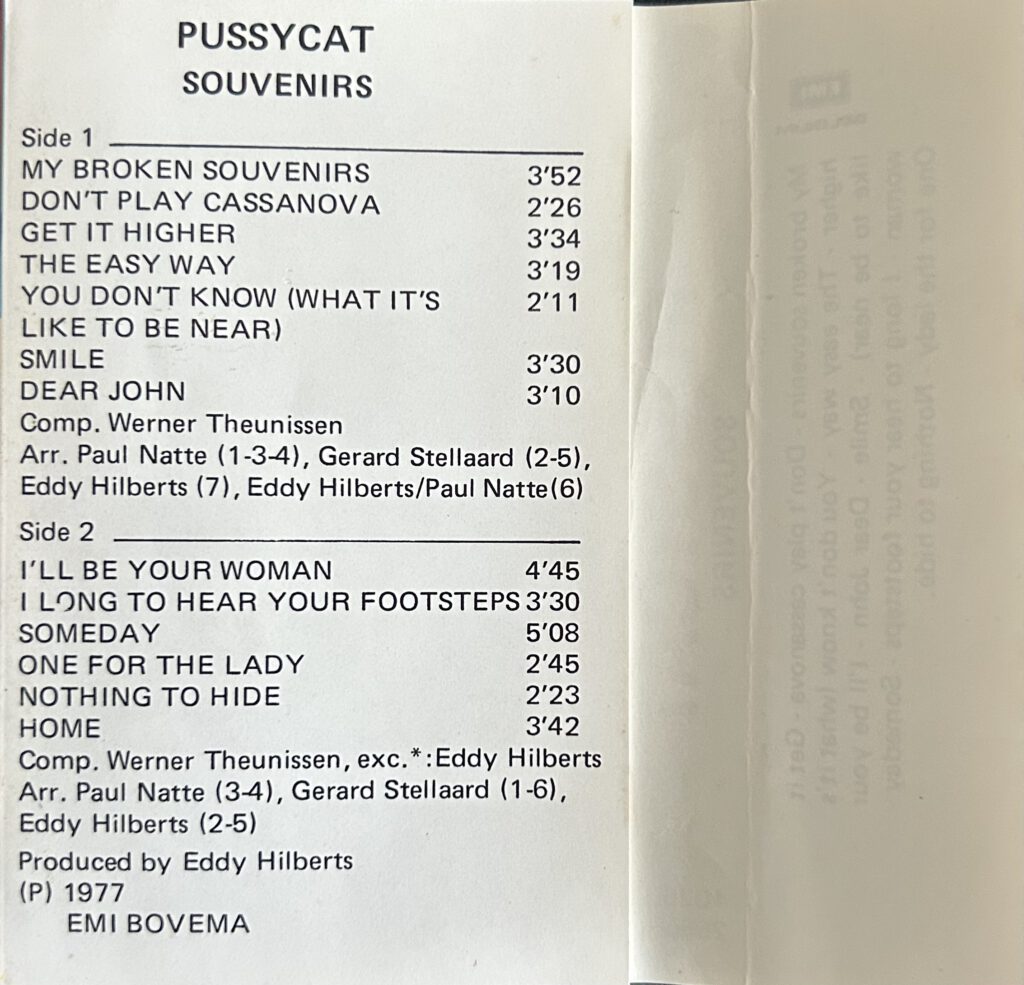 PUSSYCAT
SOUVENIRS
Side 1
MY BROKEN SOUVENIRS 3'52
DON'T PLAY CASSANOVA 2'26
GET IT HIGHER 3'34
THE EASY WAY 3'19
YOU DON'T KNOW (WHAT IT'S 2'11
LIKE TO BE NEAR)
SMILE 3'30
DEAR JOHN 3'10
Comp. Werner Theunissen
Arr. Paul Natte (1-3-4), Gerard Stellaard (2-5),
Eddy Hilberts (7), Eddy Hilberts/Paul Natte(6)
Side 2
I'LL BE YOUR WOMAN 4'45
I LONG TO HEAR YOUR FOOTSTEPS 3'30
SOMEDAY 5'08
ONE FOR THE LADY 2'45
NOTHING TO HIDE 2'23
HOME 3'42
Comp. Werner Theunissen, exc.*:Eddy Hilberts
Arr. Paul Natte (3-4), Gerard Stellaard (1-6),
Eddy Hilberts (2-5)
Produced by Eddy Hilberts
(P) 1977
EMI BOVEMA